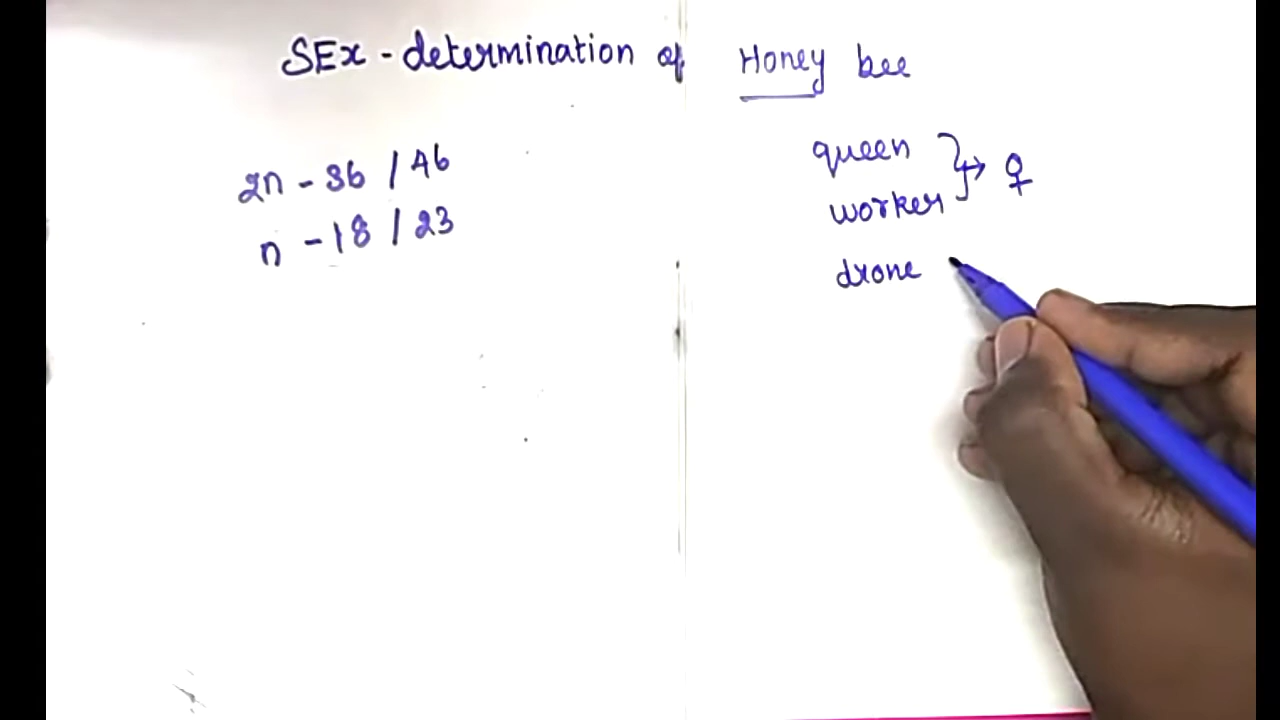 SEx - determination of Honey bee
2n - 36 / 46
n - 18 / 23
queen
worker } → ♀
drone